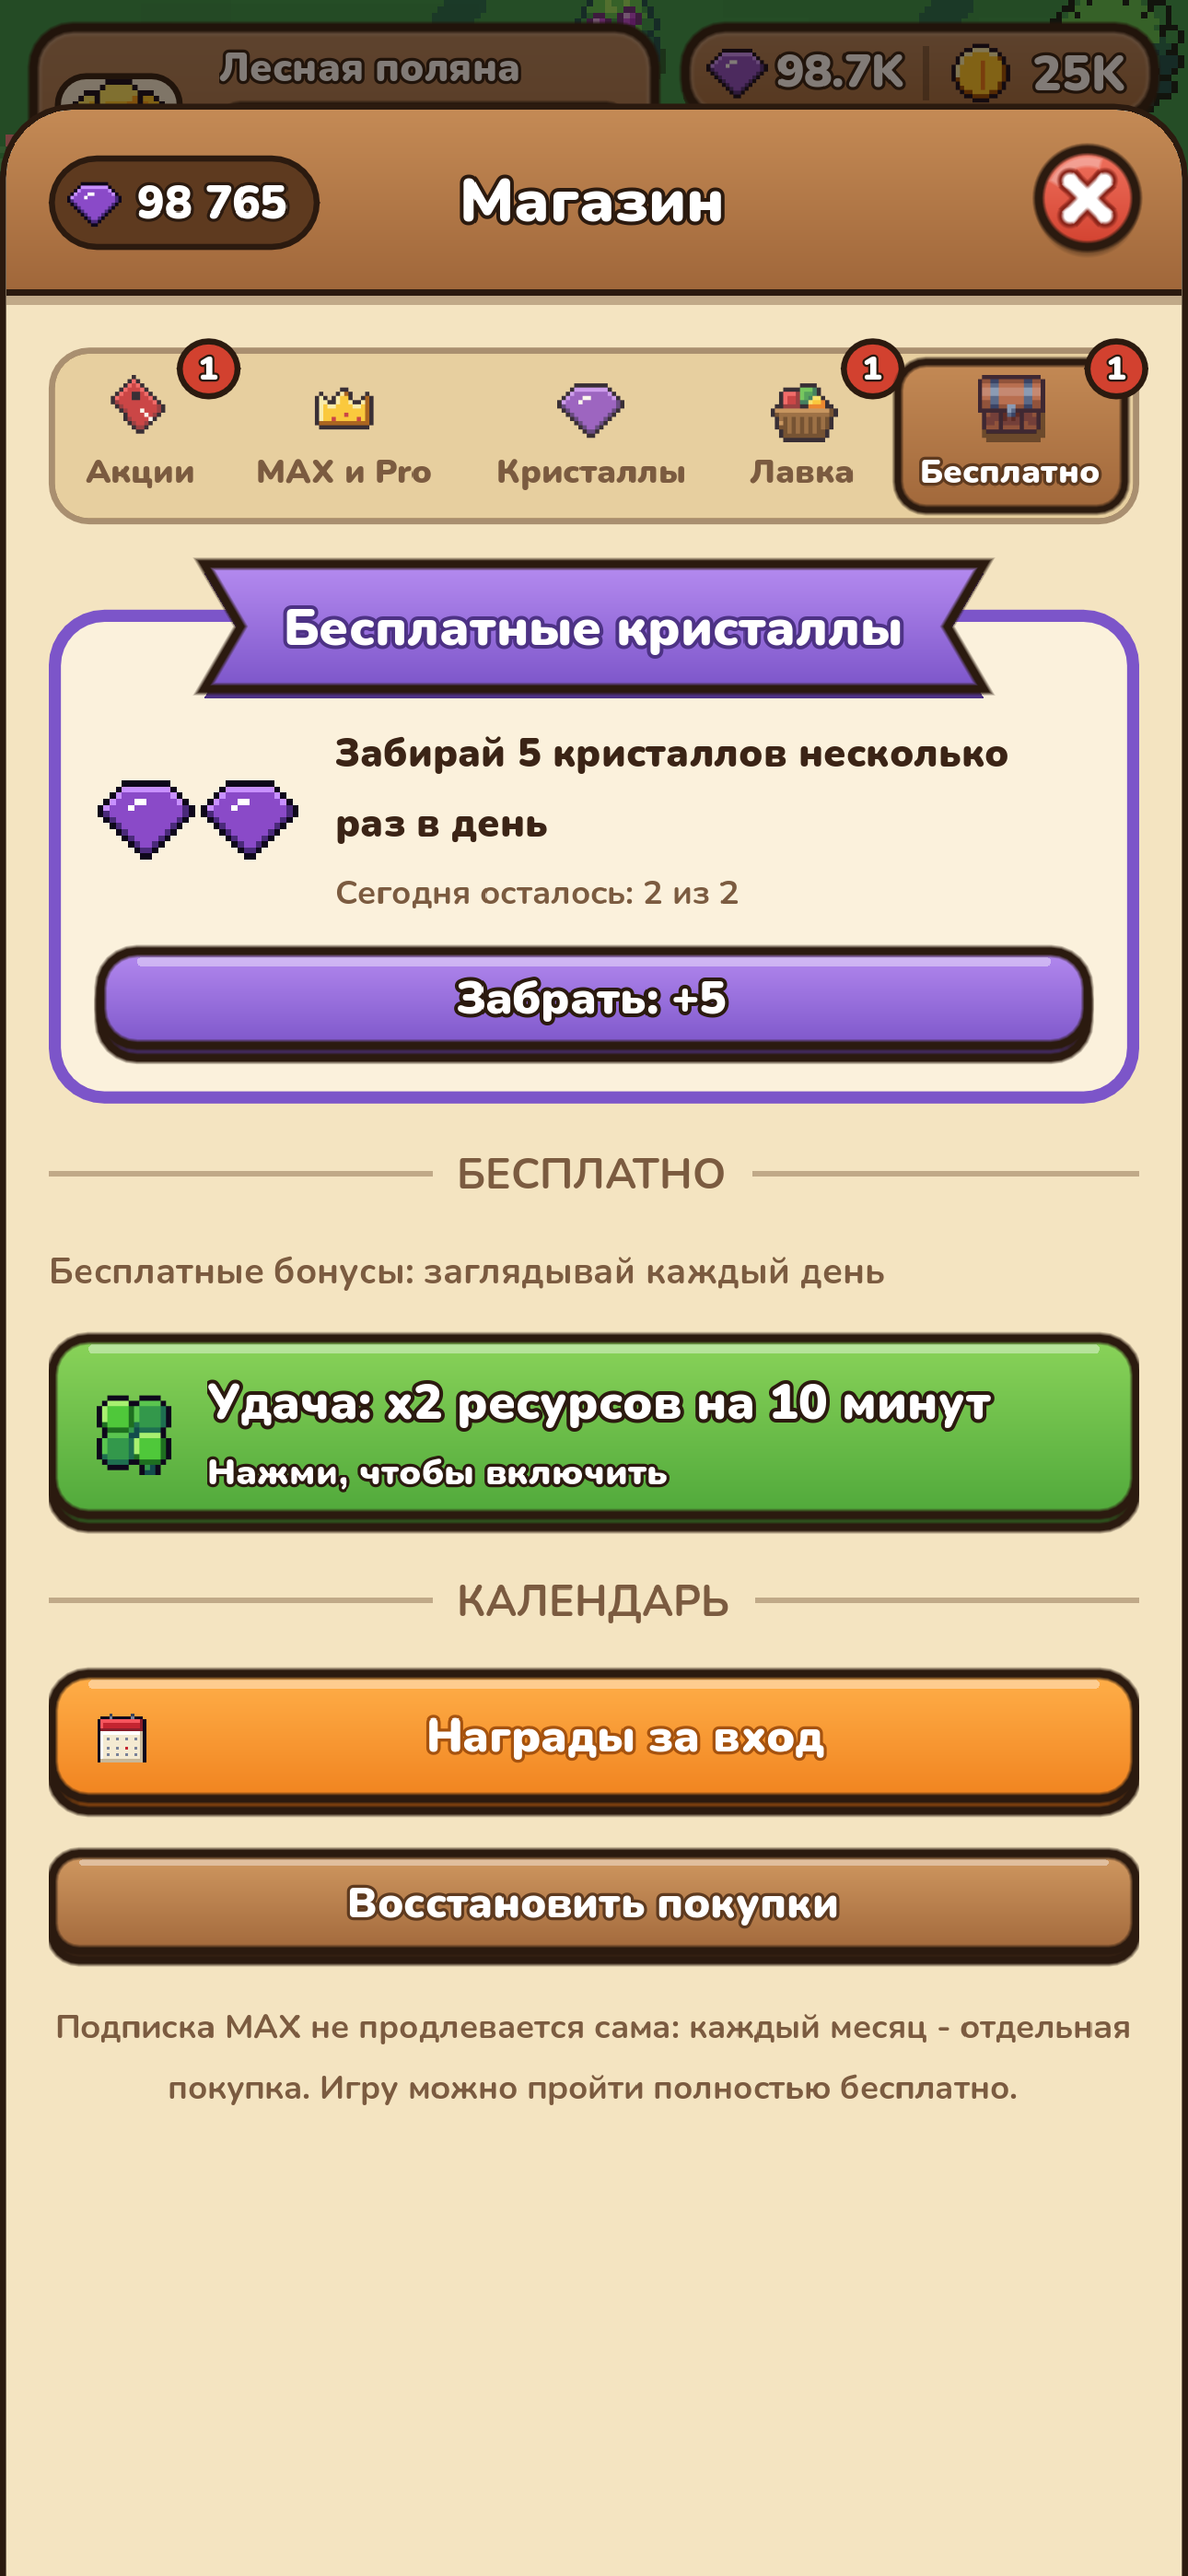 Лесная поляна
98.7K
25K
98 765
Магазин
1
1
1
Акции
MAX и Pro
Кристаллы
Лавка
Бесплатно
Бесплатные кристаллы
Забирай 5 кристаллов несколько
раз в день
Сегодня осталось: 2 из 2
Забрать: +5
БЕСПЛАТНО
Бесплатные бонусы: заглядывай каждый день
Удача: x2 ресурсов на 10 минут
Нажми, чтобы включить
КАЛЕНДАРЬ
Награды за вход
Восстановить покупки
Подписка MAX не продлевается сама: каждый месяц - отдельная
покупка. Игру можно пройти полностью бесплатно.